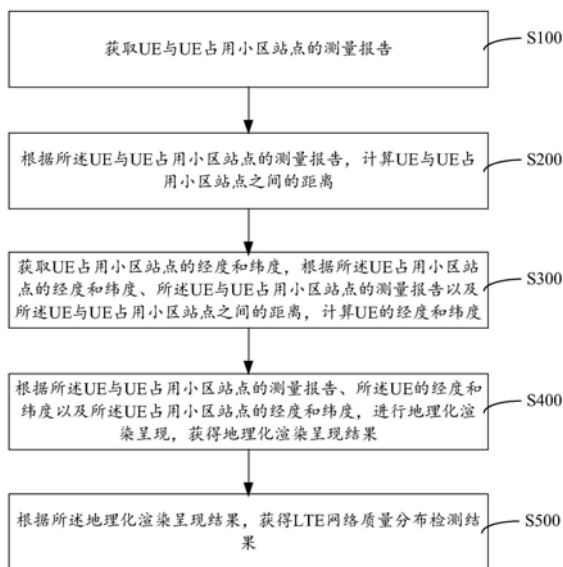 获取UE与UE占用小区站点的测量报告
S100
根据所述UE与UE占用小区站点的测量报告，计算UE与UE占
用小区站点之间的距离
S200
获取UE占用小区站点的经度和纬度，根据所述UE占用小区站
点的经度和纬度、所述UE与UE占用小区站点的测量报告以及
所述UE与UE占用小区站点之间的距离，计算UE的经度和纬度
S300
根据所述UE与UE占用小区站点的测量报告、所述UE的经度和
纬度以及所述UE占用小区站点的经度和纬度，进行地理化渲
染呈现，获得地理化渲染呈现结果
S400
根据所述地理化渲染呈现结果，获得LTE网络质量分布检测结
果
S500